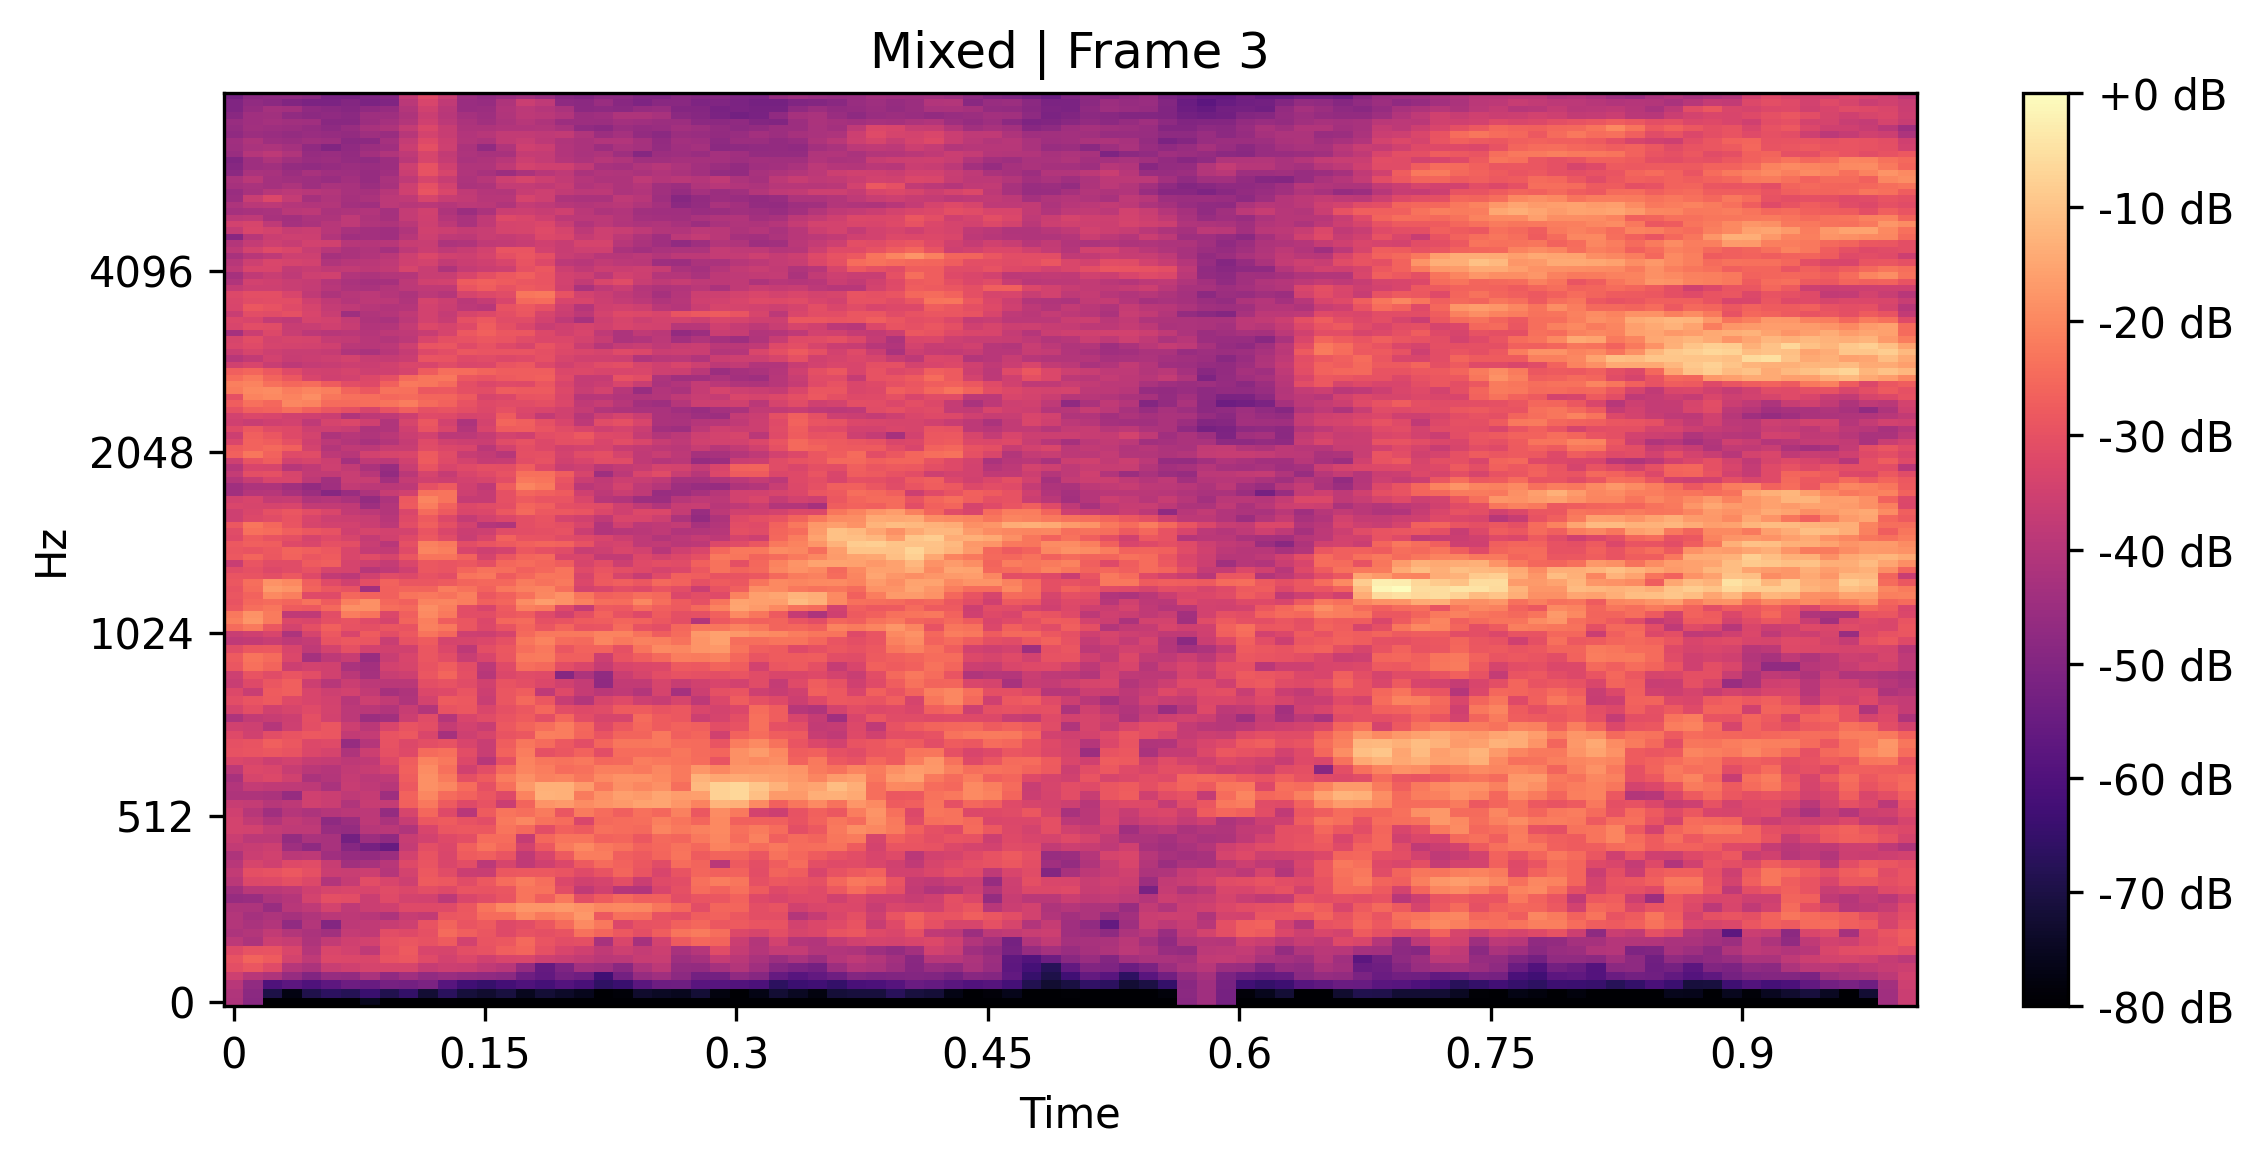 Mixed | Frame 3
+0 dB
-10 dB
-20 dB
-30 dB
-40 dB
-50 dB
-60 dB
-70 dB
-80 dB
Hz
4096
2048
1024
512
0
0 0.15 0.3 0.45 0.6 0.75 0.9
Time